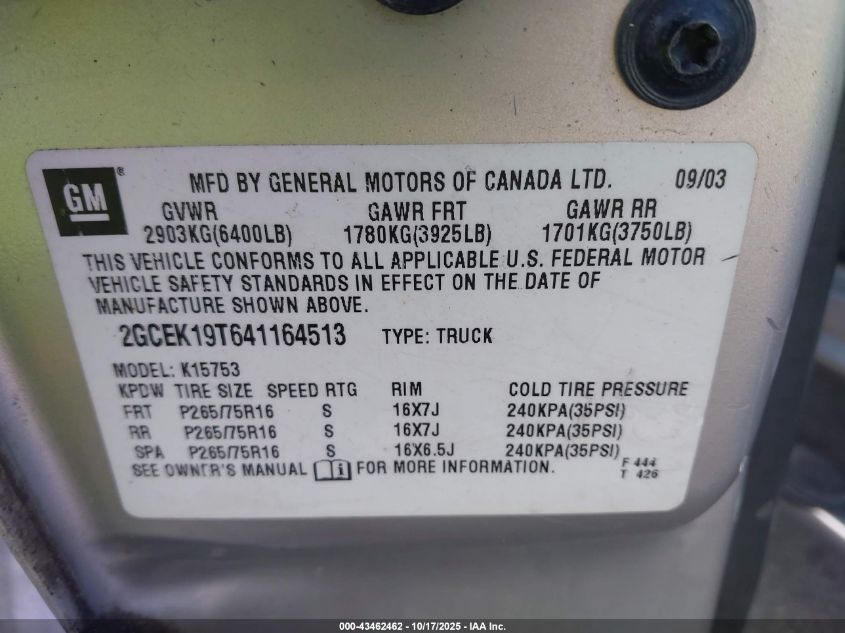 GM ® MFD BY GENERAL MOTORS OF CANADA LTD. 09/03
GVWR GAWR FRT GAWR RR
2903KG(6400LB) 1780KG(3925LB) 1701KG(3750LB)
THIS VEHICLE CONFORMS TO ALL APPLICABLE U.S. FEDERAL MOTOR
VEHICLE SAFETY STANDARDS IN EFFECT ON THE DATE OF
MANUFACTURE SHOWN ABOVE.
2GCEK19T641164513 TYPE: TRUCK
MODEL: K15753
KPDW TIRE SIZE SPEED RTG RIM COLD TIRE PRESSURE
FRT P265/75R16 S 16X7J 240KPA(35PSI)
RR P265/75R16 S 16X7J 240KPA(35PSI)
SPA P265/75R16 S 16X6.5J 240KPA(35PSI)
SEE OWNER'S MANUAL i FOR MORE INFORMATION.
F 444
T 426
000-43462462 - 10/17/2025 - IAA Inc.